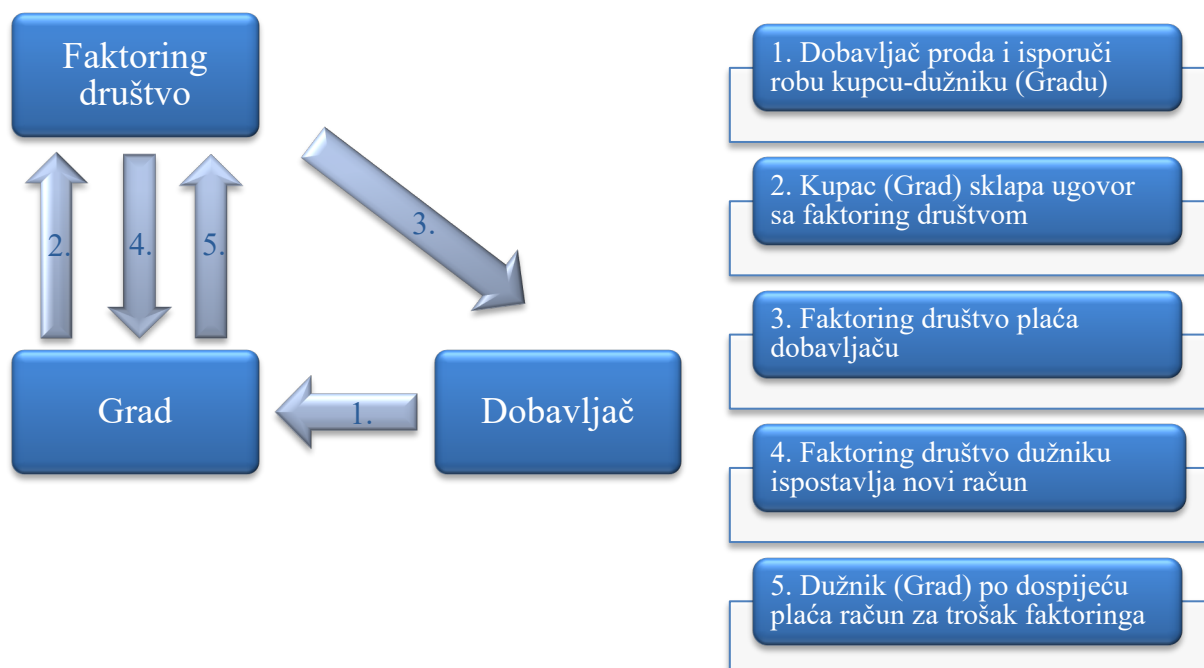 Faktoring
društvo
2.
4.
5.
3.
Grad
1.
Dobavljač
1. Dobavljač proda i isporuči
robu kupcu-dužniku (Gradu)
2. Kupac (Grad) sklapa ugovor
sa faktoring društvom
3. Faktoring društvo plaća
dobavljaču
4. Faktoring društvo dužniku
ispostavlja novi račun
5. Dužnik (Grad) po dospijeću
plaća račun za trošak faktoringa